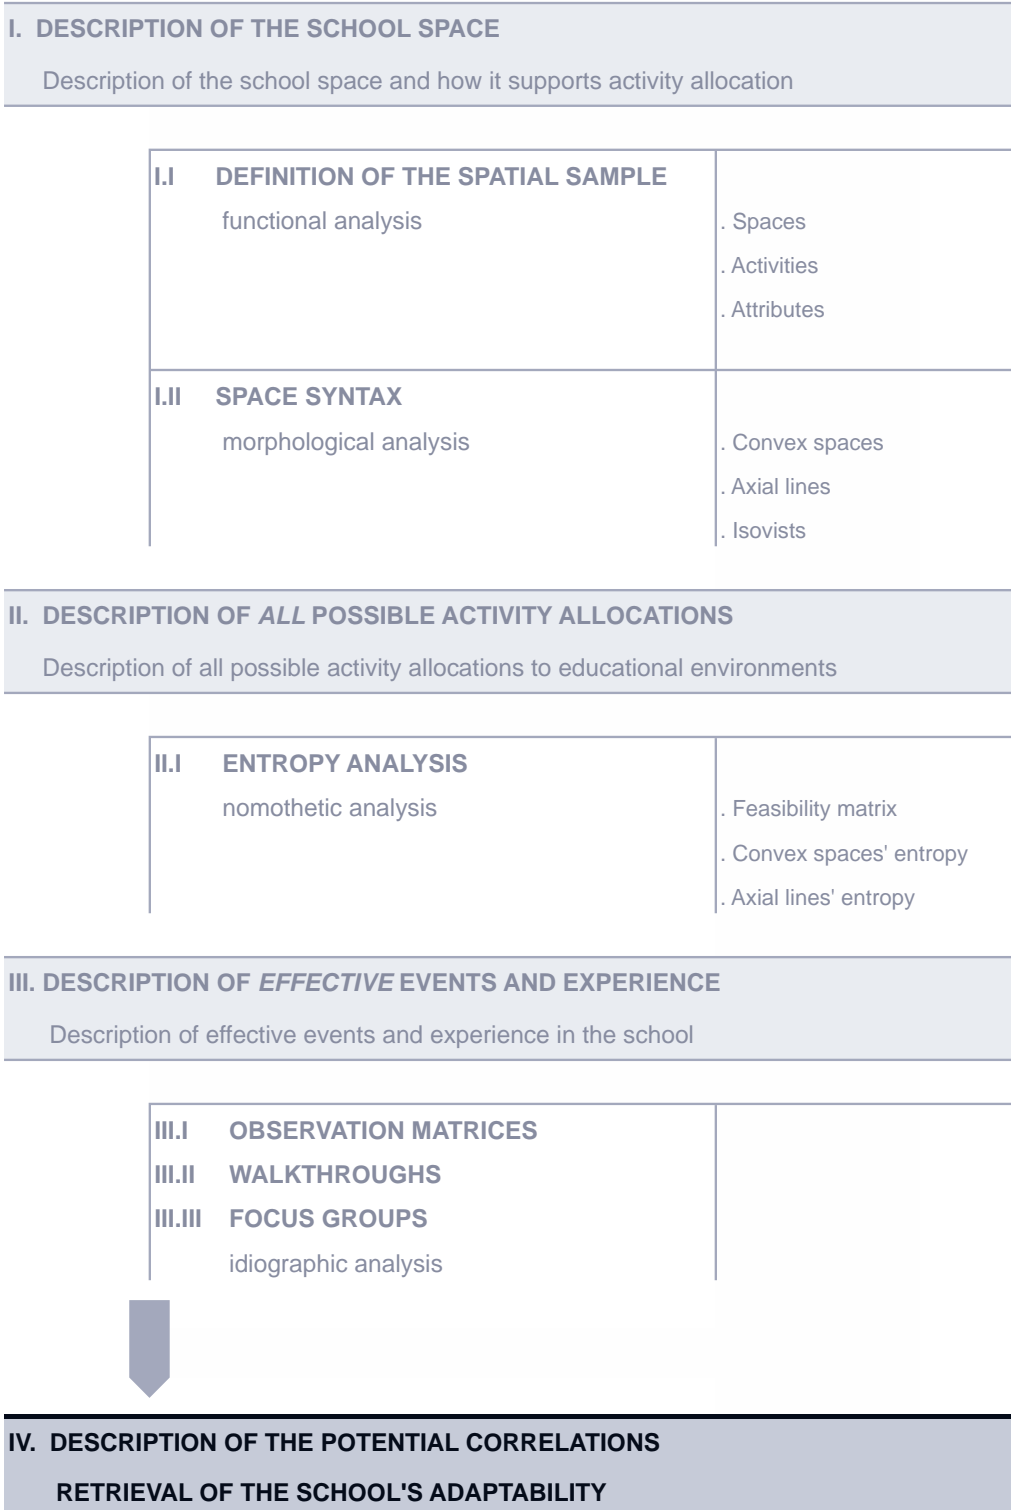 I. DESCRIPTION OF THE SCHOOL SPACE
Description of the school space and how it supports activity allocation
I.I DEFINITION OF THE SPATIAL SAMPLE
functional analysis . Spaces
. Activities
. Attributes
I.II SPACE SYNTAX
morphological analysis . Convex spaces
. Axial lines
. Isovists
II. DESCRIPTION OF ALL POSSIBLE ACTIVITY ALLOCATIONS
Description of all possible activity allocations to educational environments
II.I ENTROPY ANALYSIS
nomothetic analysis . Feasibility matrix
. Convex spaces' entropy
. Axial lines' entropy
III. DESCRIPTION OF EFFECTIVE EVENTS AND EXPERIENCE
Description of effective events and experience in the school
III.I OBSERVATION MATRICES
III.II WALKTHROUGHS
III.III FOCUS GROUPS
idiographic analysis
IV. DESCRIPTION OF THE POTENTIAL CORRELATIONS
RETRIEVAL OF THE SCHOOL'S ADAPTABILITY